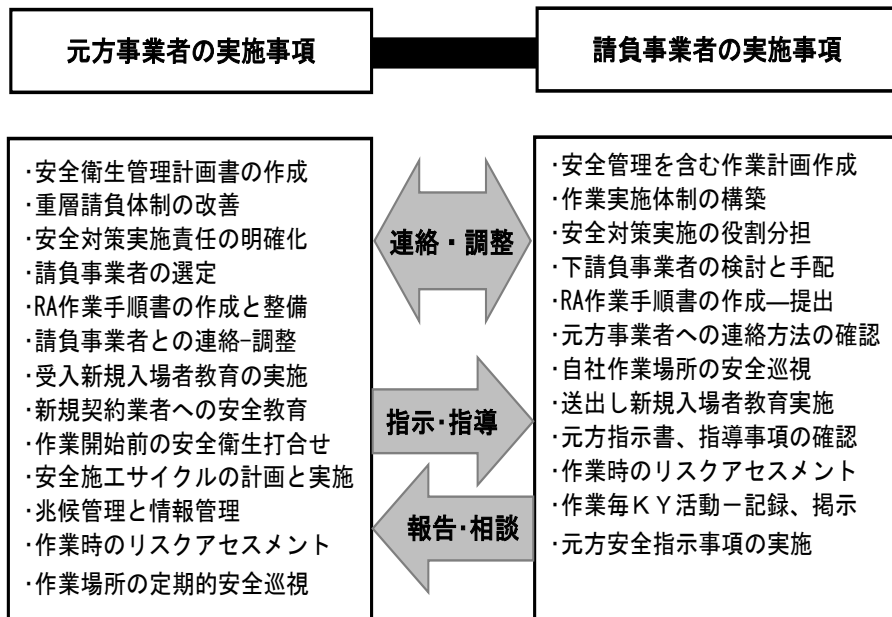 元方事業者の実施事項
請負事業者の実施事項
・安全衛生管理計画書の作成
・重層請負体制の改善
・安全対策実施責任の明確化
・請負事業者の選定
・RA作業手順書の作成と整備
・請負事業者との連絡-調整
・受入新規入場者教育の実施
・新規契約業者への安全教育
・作業開始前の安全衛生打合せ
・安全施工サイクルの計画と実施
・兆候管理と情報管理
・作業時のリスクアセスメント
・作業場所の定期的安全巡視
連絡・調整
指示・指導
報告・相談
・安全管理を含む作業計画作成
・作業実施体制の構築
・安全対策実施の役割分担
・下請負事業者の検討と手配
・RA作業手順書の作成―提出
・元方事業者への連絡方法の確認
・自社作業場所の安全巡視
・送出し新規入場者教育実施
・元方指示書、指導事項の確認
・作業時のリスクアセスメント
・作業毎KY活動－記録、掲示
・元方安全指示事項の実施